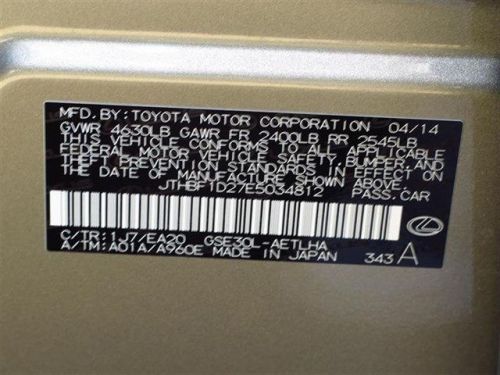 MFD. BY: TOYOTA MOTOR CORPORATION 04/14
GVWR 4630LB GAWR FR 2400LB RR 2545LB
THIS VEHICLE CONFORMS TO ALL APPLICABLE
FEDERAL MOTOR VEHICLE SAFETY, BUMPER, AND
THEFT PREVENTION STANDARDS IN EFFECT ON
THE DATE OF MANUFACTURE SHOWN ABOVE.
JTHBF1D27E5034812 PASS.CAR
C/TR:1J7/EA20 GSE30L-AETLHA
A/TM:A01A/A960E MADE IN JAPAN 343 A